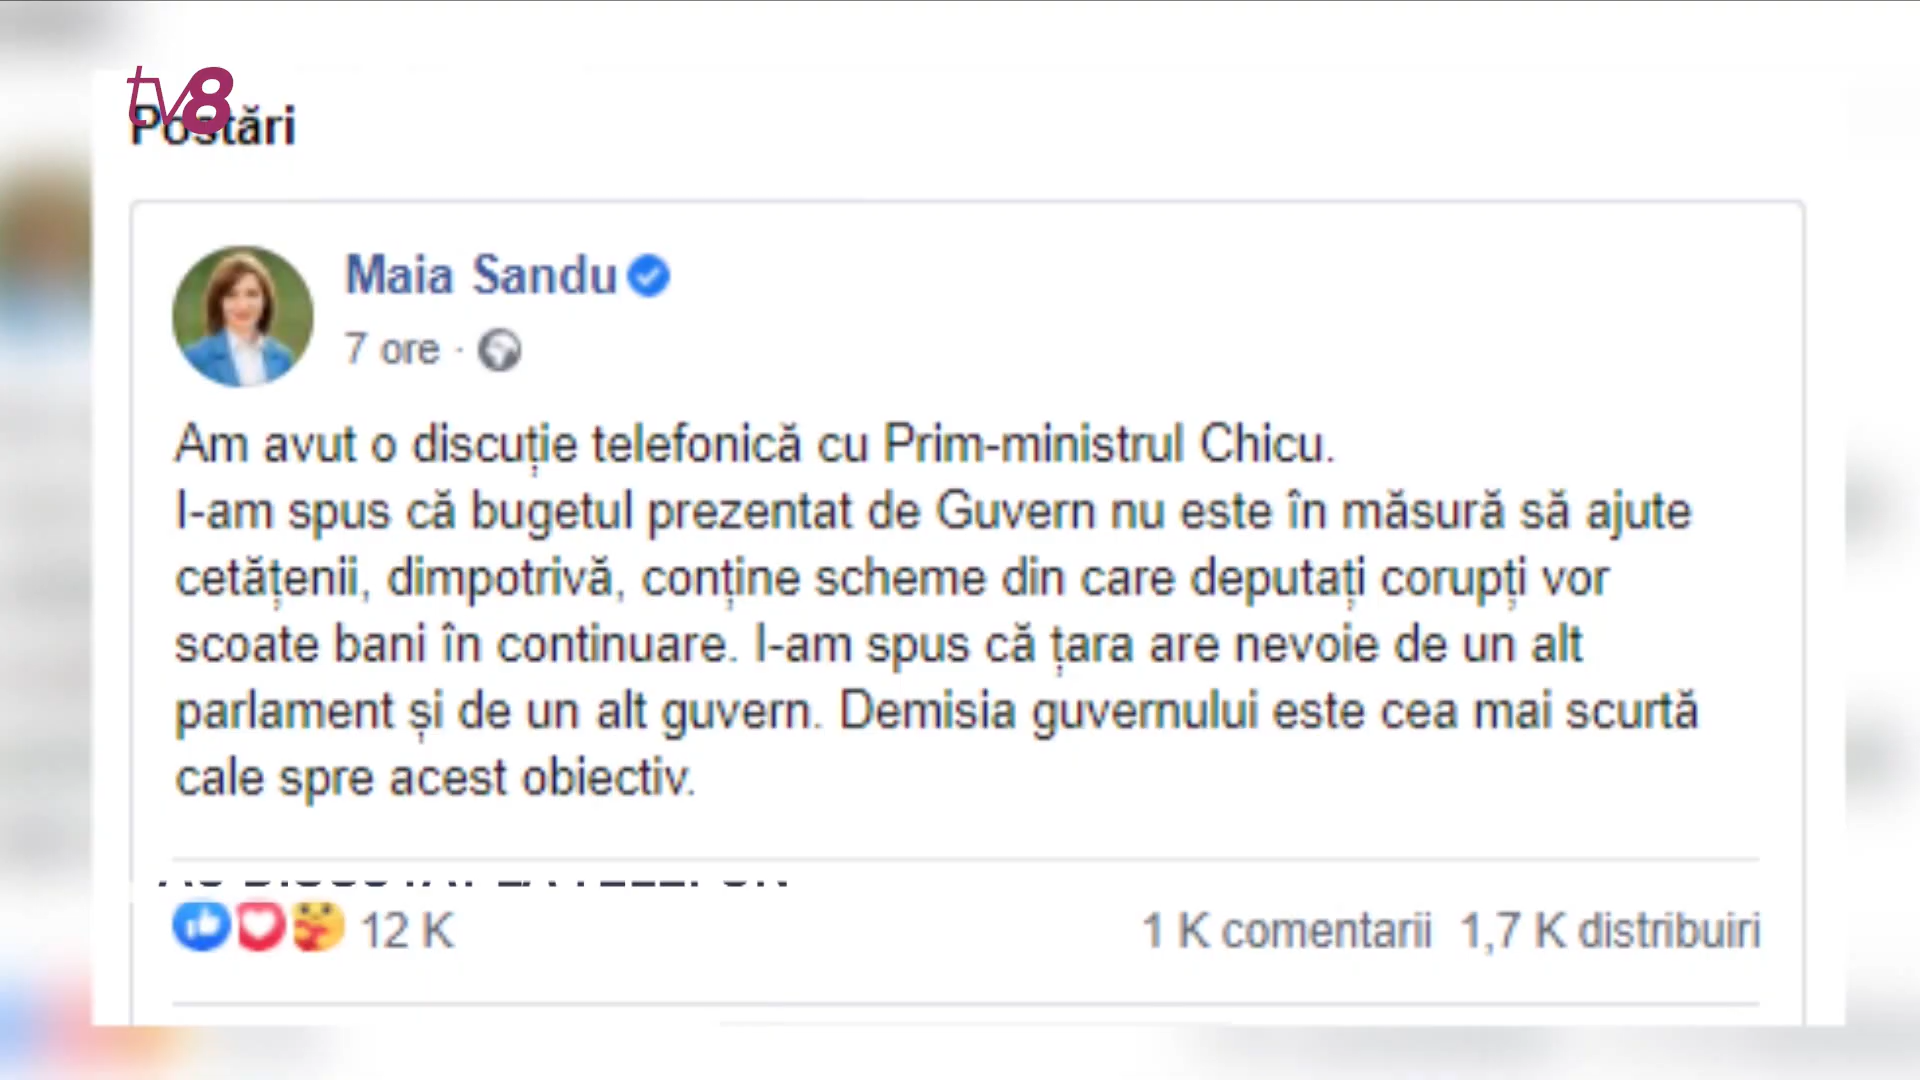 tv8
Postări
Maia Sandu
7 ore ·
Am avut o discuție telefonică cu Prim-ministrul Chicu.
I-am spus că bugetul prezentat de Guvern nu este în măsură să ajute
cetățenii, dimpotrivă, conține scheme din care deputați corupți vor
scoate bani în continuare. I-am spus că țara are nevoie de un alt
parlament și de un alt guvern. Demisia guvernului este cea mai scurtă
cale spre acest obiectiv.
12 K
1 K comentarii 1,7 K distribuiri